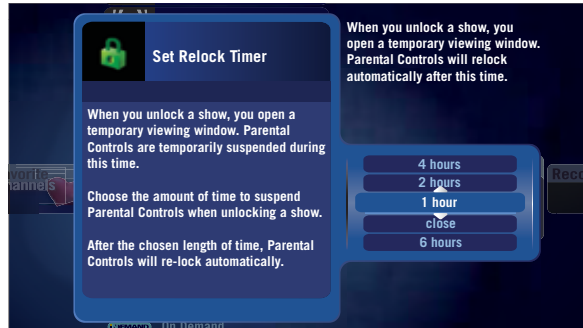 Set Relock Timer
When you unlock a show, you open a
temporary viewing window. Parental
Controls are temporarily suspended during
this time.
Choose the amount of time to suspend
Parental Controls when unlocking a show.
After the chosen length of time, Parental
Controls will re-lock automatically.
When you unlock a show, you
open a temporary viewing window.
Parental Controls will relock
automatically after this time.
4 hours
2 hours
1 hour
close
6 hours
On Demand